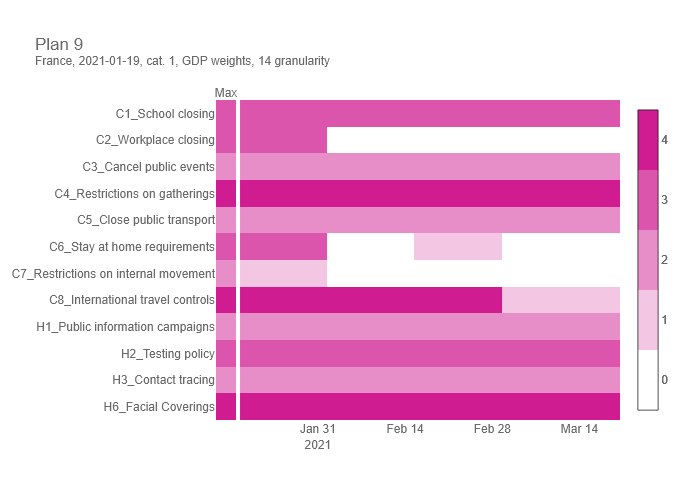 Plan 9
France, 2021-01-19, cat. 1, GDP weights, 14 granularity
Max
C1_School closing
C2_Workplace closing
C3_Cancel public events
C4_Restrictions on gatherings
C5_Close public transport
C6_Stay at home requirements
C7_Restrictions on internal movement
C8_International travel controls
H1_Public information campaigns
H2_Testing policy
H3_Contact tracing
H6_Facial Coverings
Jan 31 Feb 14 Feb 28 Mar 14
2021
4
3
2
1
0